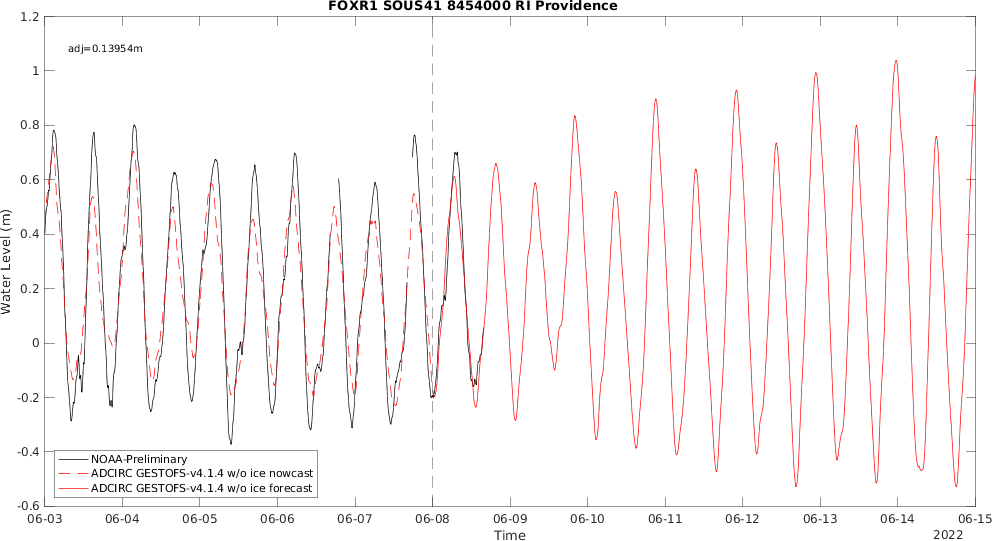 FOXR1 SOUS41 8454000 RI Providence
1.2
adj=0.13954m
1
0.8
0.6
0.4
0.2
0
-0.2
-0.4
-0.6
Water Level (m)
NOAA-Preliminary
ADCIRC GESTOFS-v4.1.4 w/o ice nowcast
ADCIRC GESTOFS-v4.1.4 w/o ice forecast
06-03 06-04 06-05 06-06 06-07 06-08 06-09 06-10 06-11 06-12 06-13 06-14 06-15
Time
2022